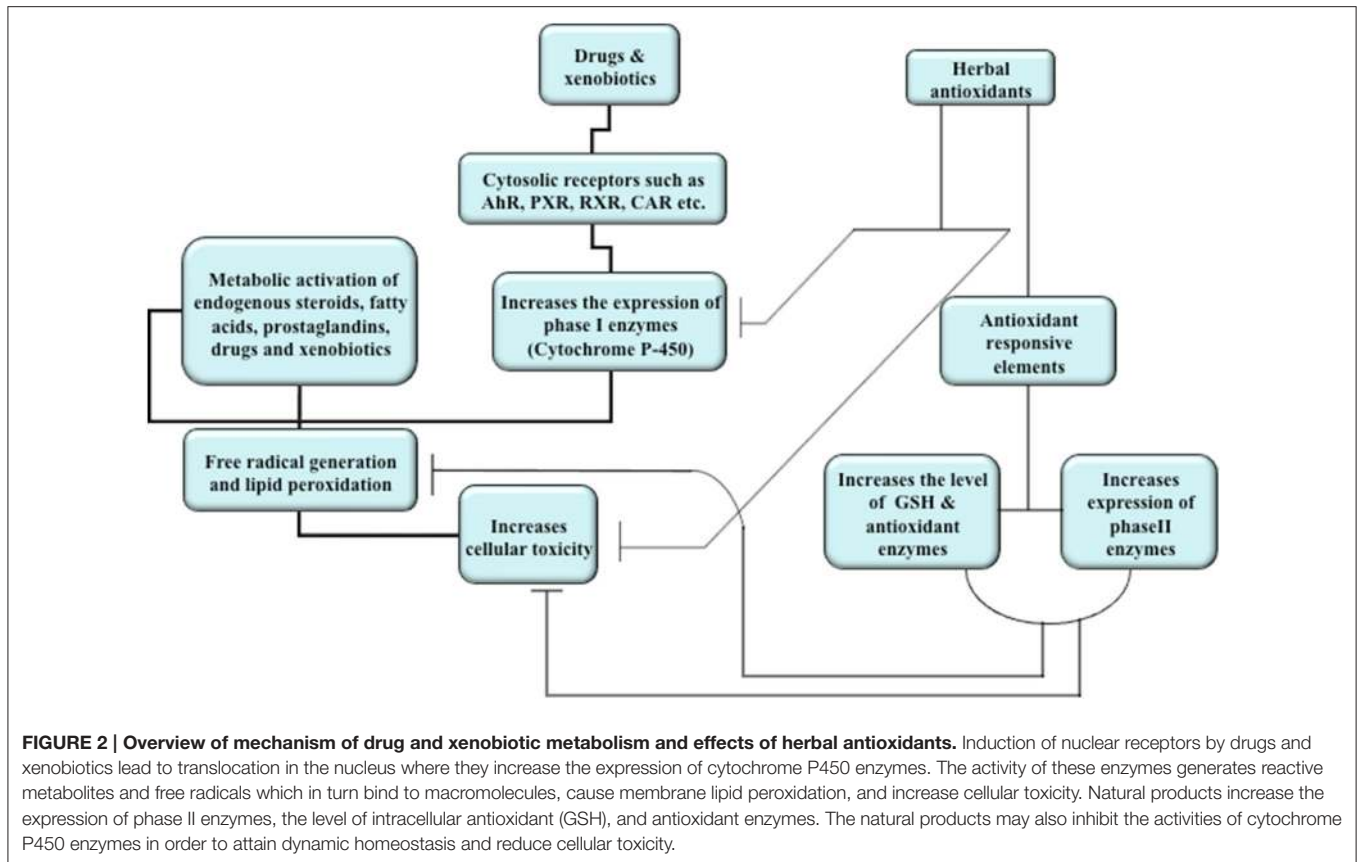 Drugs &
xenobiotics
Herbal
antioxidants
Cytosolic receptors such as
AhR, PXR, RXR, CAR etc.
Metabolic activation of
endogenous steroids, fatty
acids, prostaglandins,
drugs and xenobiotics
Increases the expression of
phase I enzymes
(Cytochrome P-450)
Antioxidant
responsive
elements
Free radical generation
and lipid peroxidation
Increases
cellular toxicity
Increases the level
of GSH &
antioxidant
enzymes
Increases
expression of
phaseII
enzymes
FIGURE 2 | Overview of mechanism of drug and xenobiotic metabolism and effects of herbal antioxidants. Induction of nuclear receptors by drugs and
xenobiotics lead to translocation in the nucleus where they increase the expression of cytochrome P450 enzymes. The activity of these enzymes generates reactive
metabolites and free radicals which in turn bind to macromolecules, cause membrane lipid peroxidation, and increase cellular toxicity. Natural products increase the
expression of phase II enzymes, the level of intracellular antioxidant (GSH), and antioxidant enzymes. The natural products may also inhibit the activities of cytochrome
P450 enzymes in order to attain dynamic homeostasis and reduce cellular toxicity.